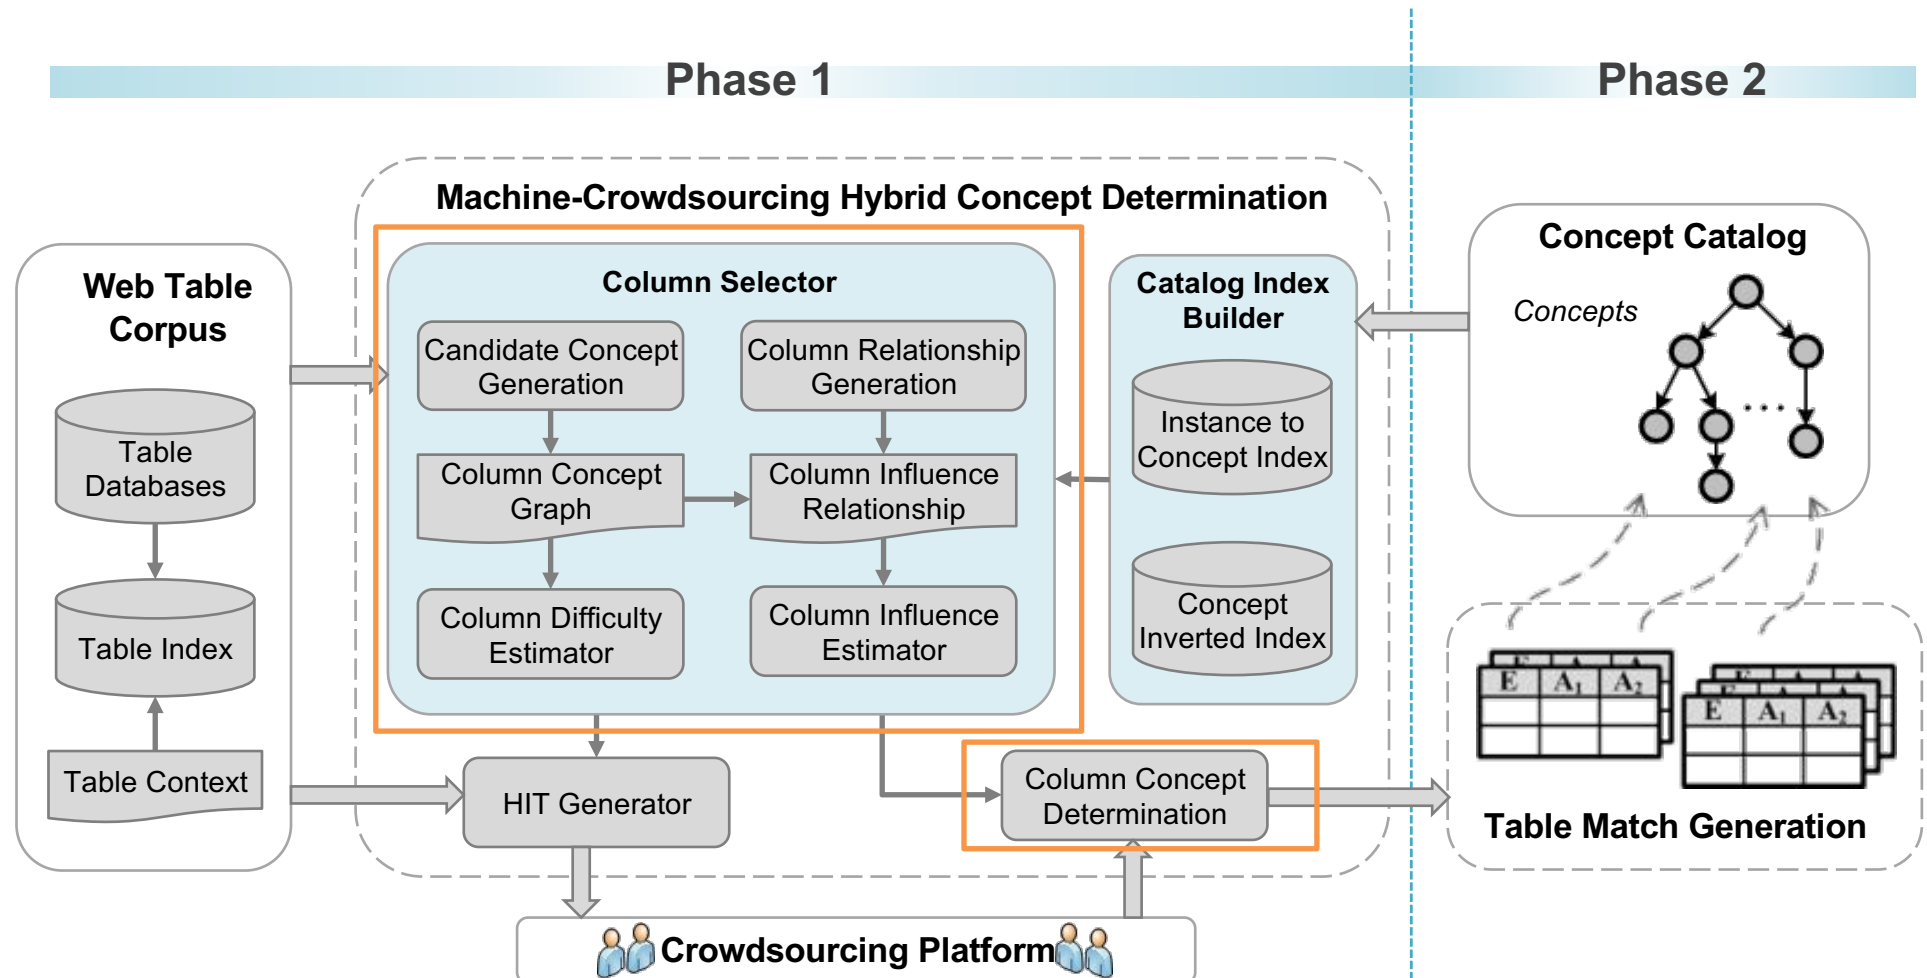 Phase 1
Phase 2
Machine-Crowdsourcing Hybrid Concept Determination
Web Table
Corpus
Table
Databases
Table Index
Table Context
Column Selector
Candidate Concept
Generation
Column Relationship
Generation
Column Concept
Graph
Column Influence
Relationship
Column Difficulty
Estimator
Column Influence
Estimator
Catalog Index
Builder
Instance to
Concept Index
Concept
Inverted Index
HIT Generator
Column Concept
Determination
Crowdsourcing Platform
Concept Catalog
Concepts
...
E A1 A2
E A1 A2
Table Match Generation